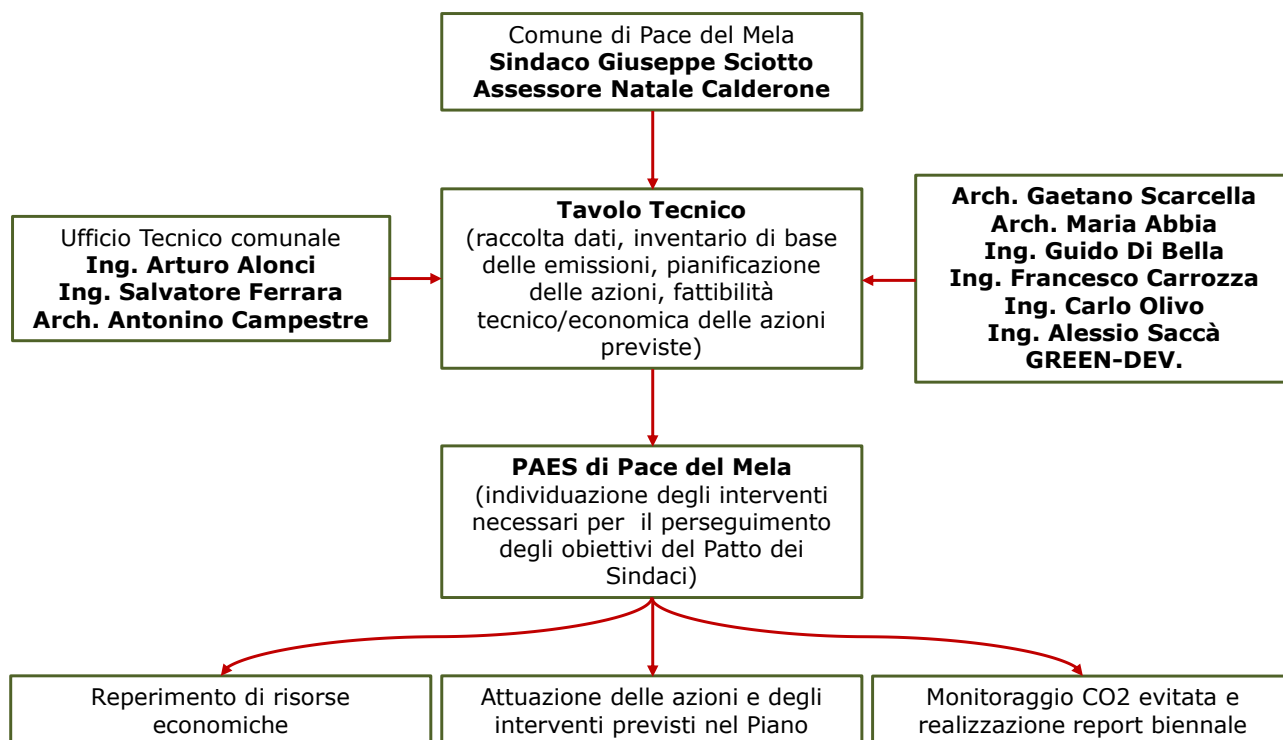 Comune di Pace del Mela
Sindaco Giuseppe Sciotto
Assessore Natale Calderone
Ufficio Tecnico comunale
Ing. Arturo Alonci
Ing. Salvatore Ferrara
Arch. Antonino Campestre
Tavolo Tecnico
(raccolta dati, inventario di base
delle emissioni, pianificazione
delle azioni, fattibilità
tecnico/economica delle azioni
previste)
Arch. Gaetano Scarcella
Arch. Maria Abbia
Ing. Guido Di Bella
Ing. Francesco Carrozza
Ing. Carlo Olivo
Ing. Alessio Saccà
GREEN-DEV.
PAES di Pace del Mela
(individuazione degli interventi
necessari per  il perseguimento
degli obiettivi del Patto dei
Sindaci)
Reperimento di risorse
economiche
Attuazione delle azioni e degli
interventi previsti nel Piano
Monitoraggio CO2 evitata e
realizzazione report biennale